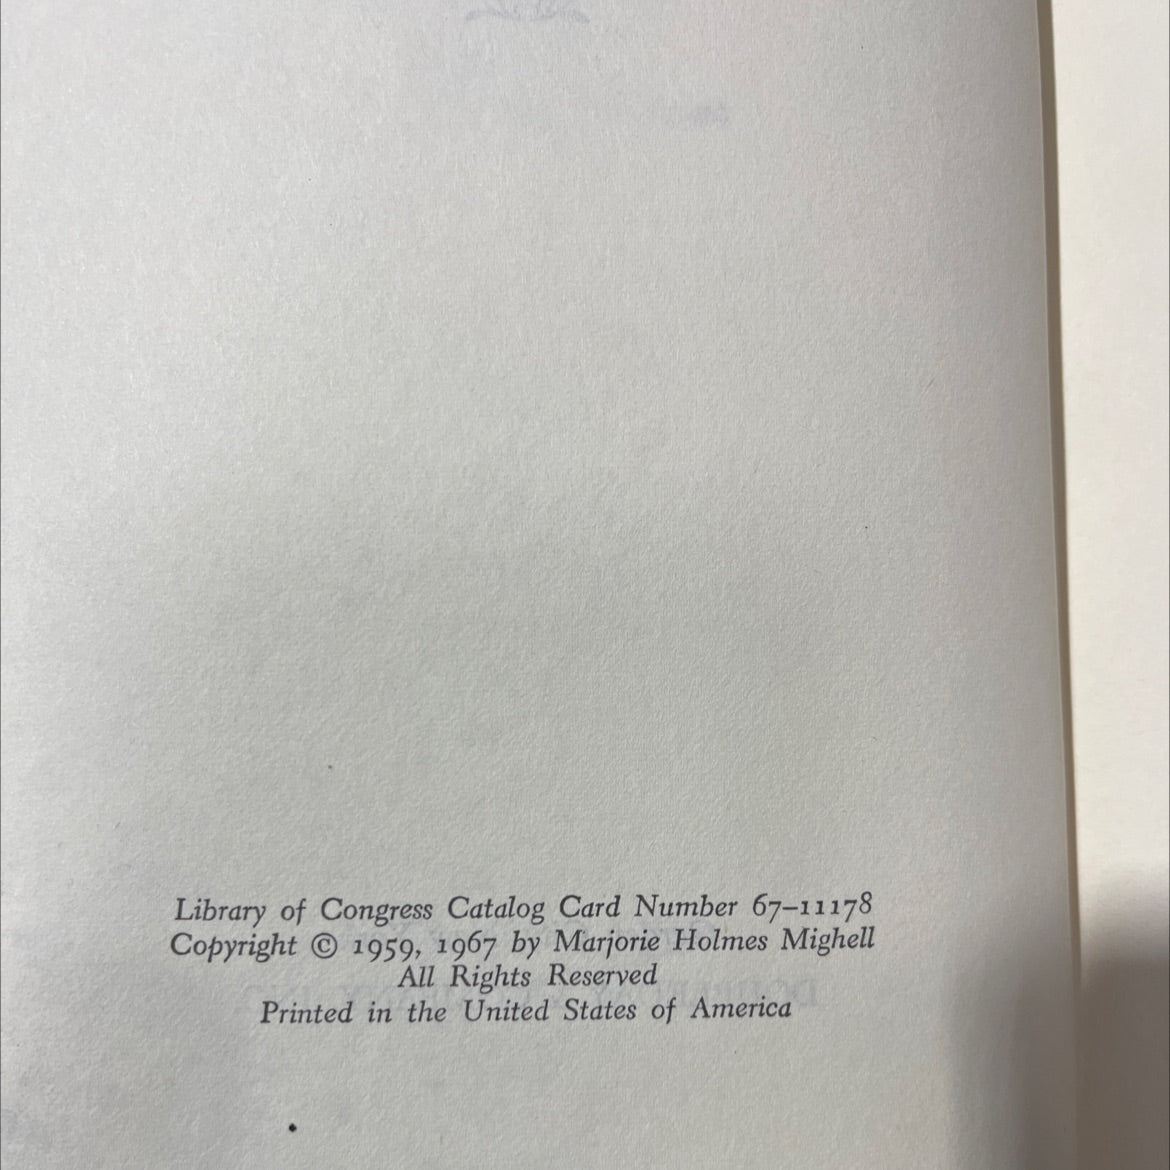 Library of Congress Catalog Card Number 67–11178
Copyright © 1959, 1967 by Marjorie Holmes Mighell
All Rights Reserved
Printed in the United States of America